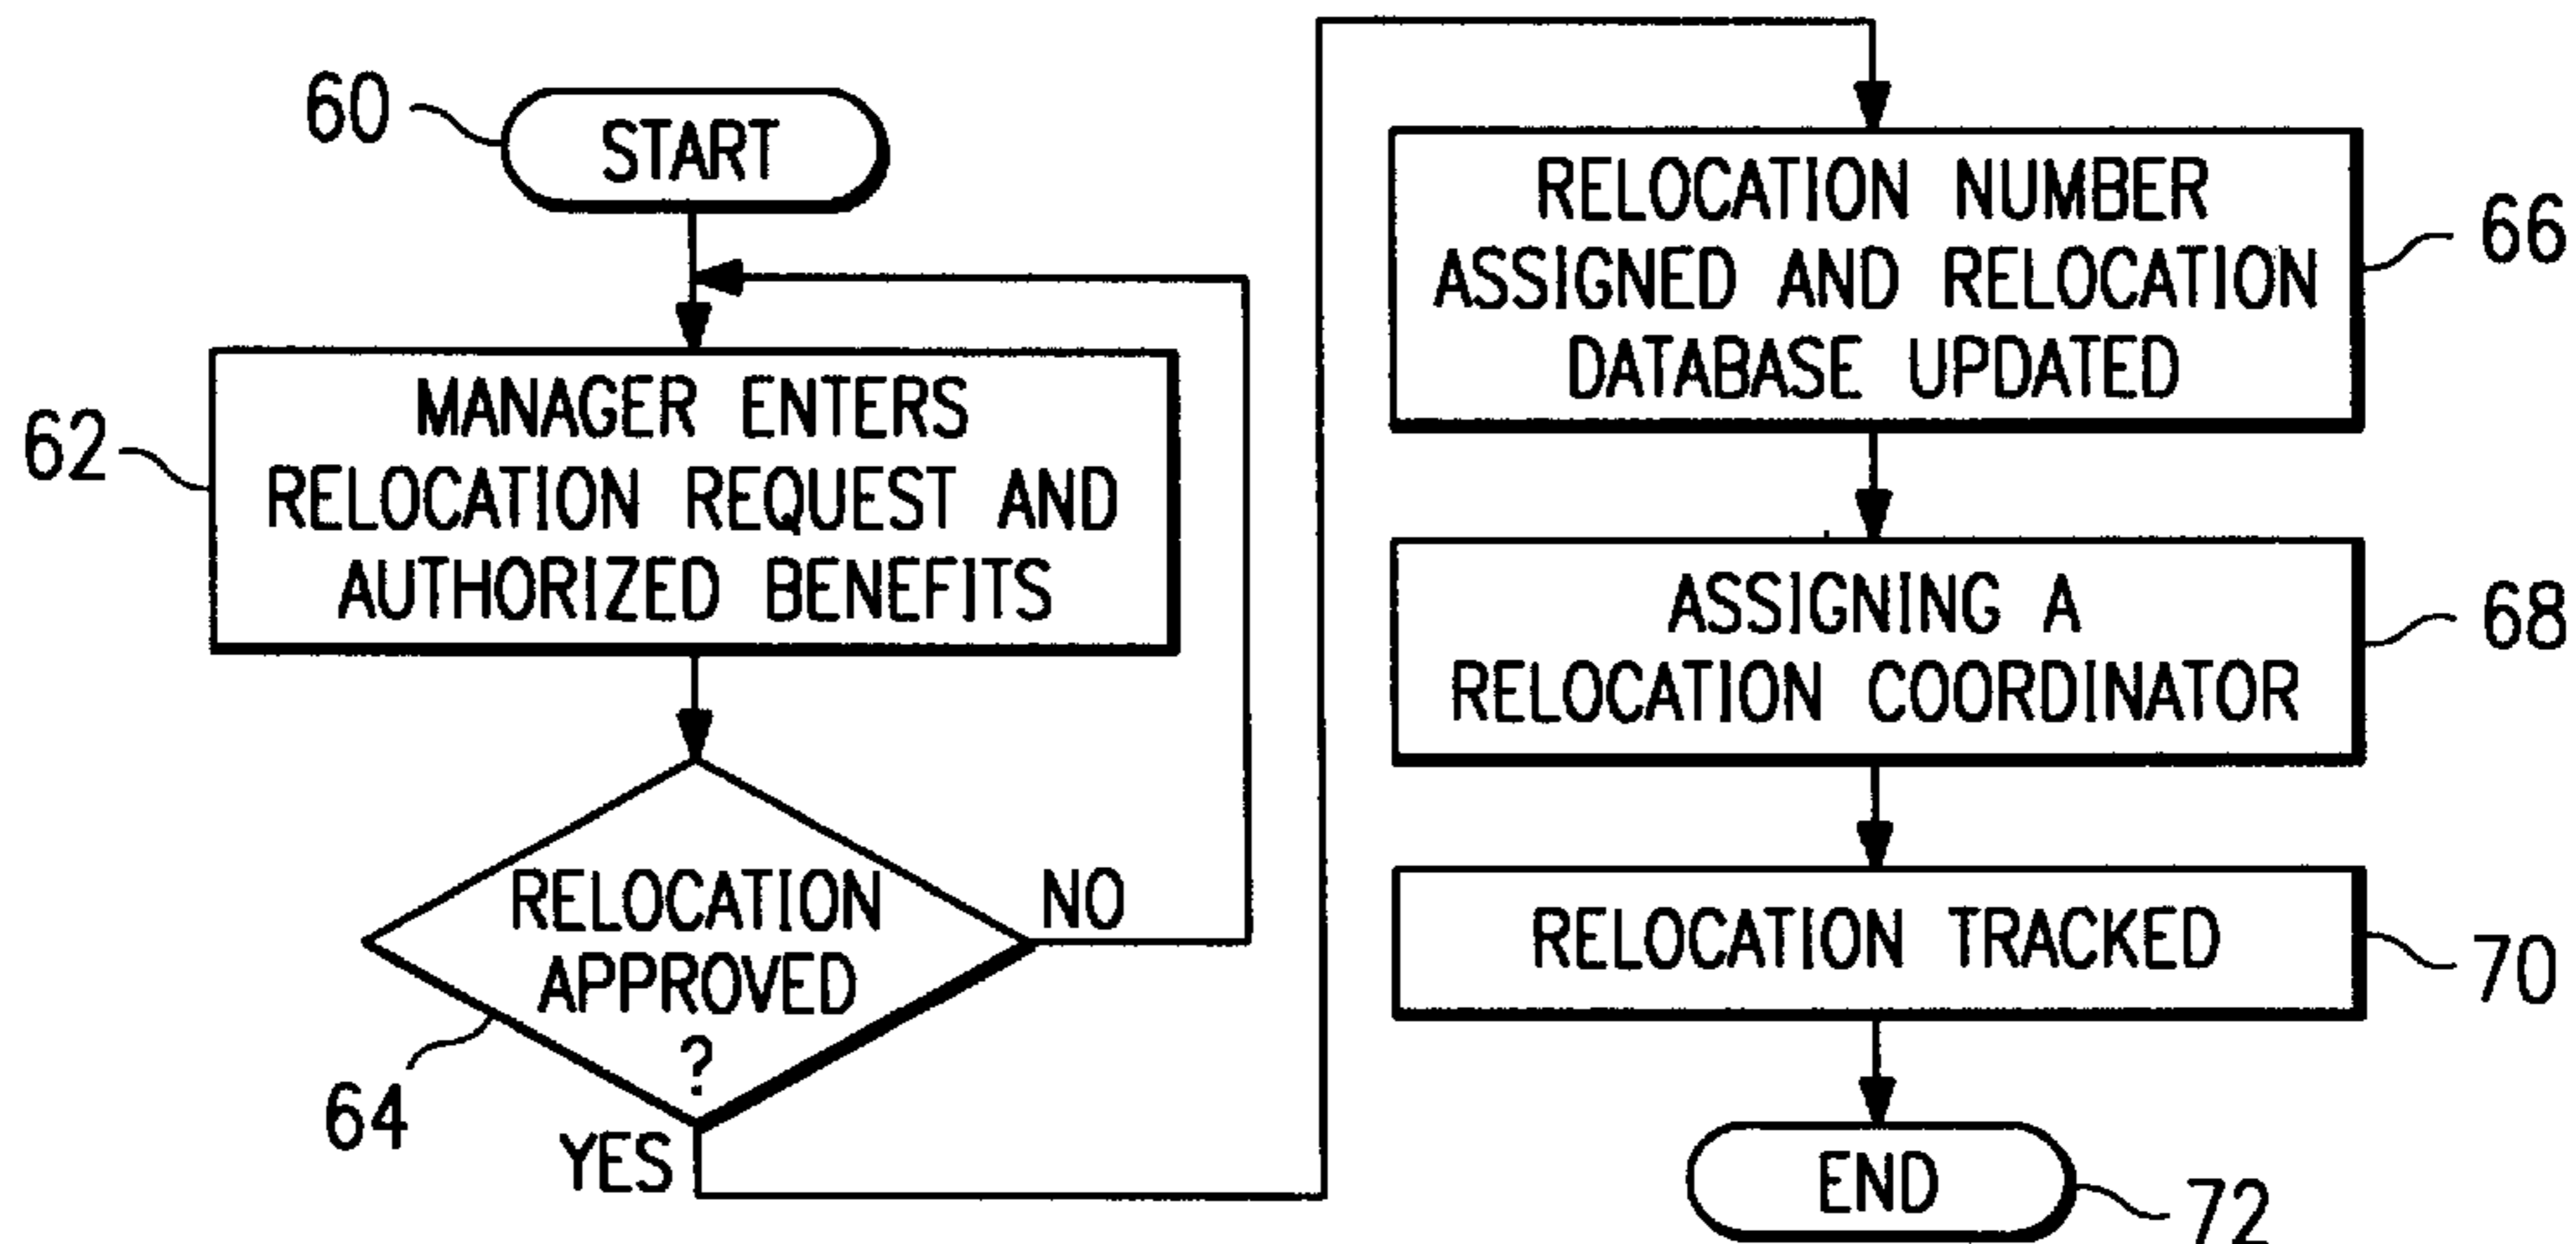 60
START
62
MANAGER ENTERS
RELOCATION REQUEST AND
AUTHORIZED BENEFITS
RELOCATION
APPROVED
?
NO
64
YES
RELOCATION NUMBER
ASSIGNED AND RELOCATION
DATABASE UPDATED
66
ASSIGNING A
RELOCATION COORDINATOR
68
RELOCATION TRACKED
70
END
72